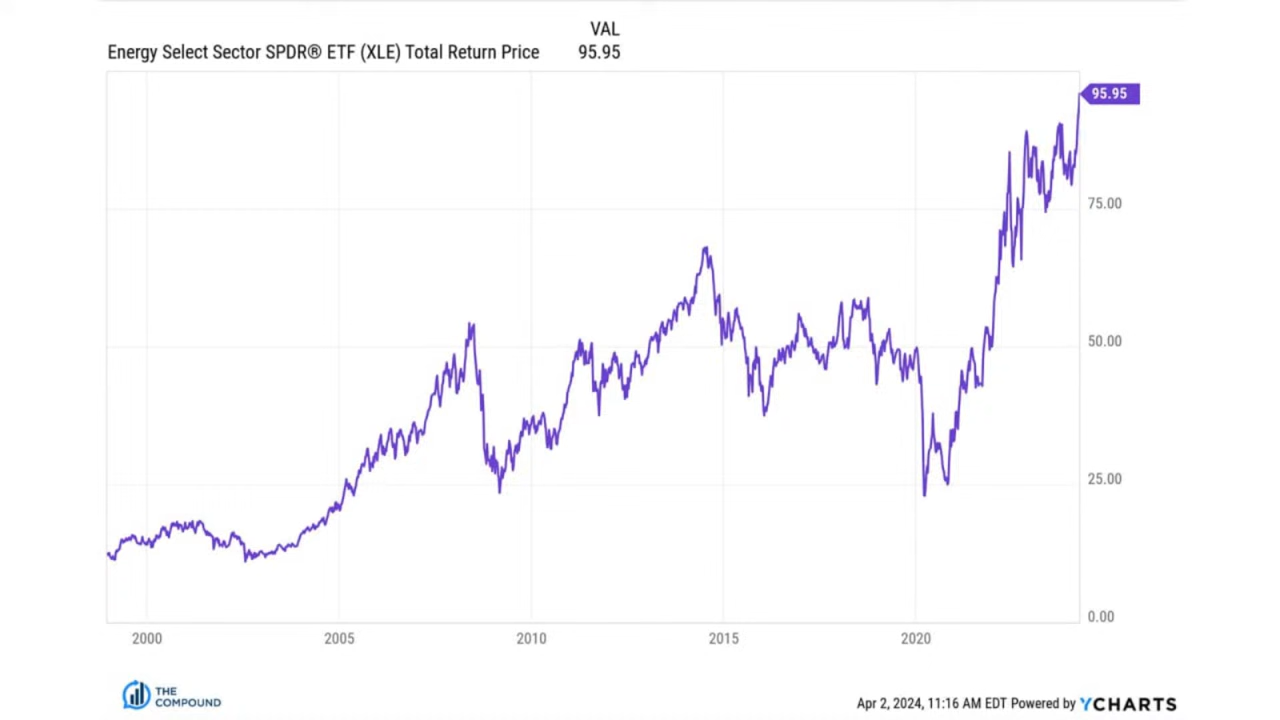 VAL
Energy Select Sector SPDR® ETF (XLE) Total Return Price 95.95
95.95
75.00
50.00
25.00
0.00
2000 2005 2010 2015 2020
THE
COMPOUND
Apr 2, 2024, 11:16 AM EDT Powered by YCHARTS